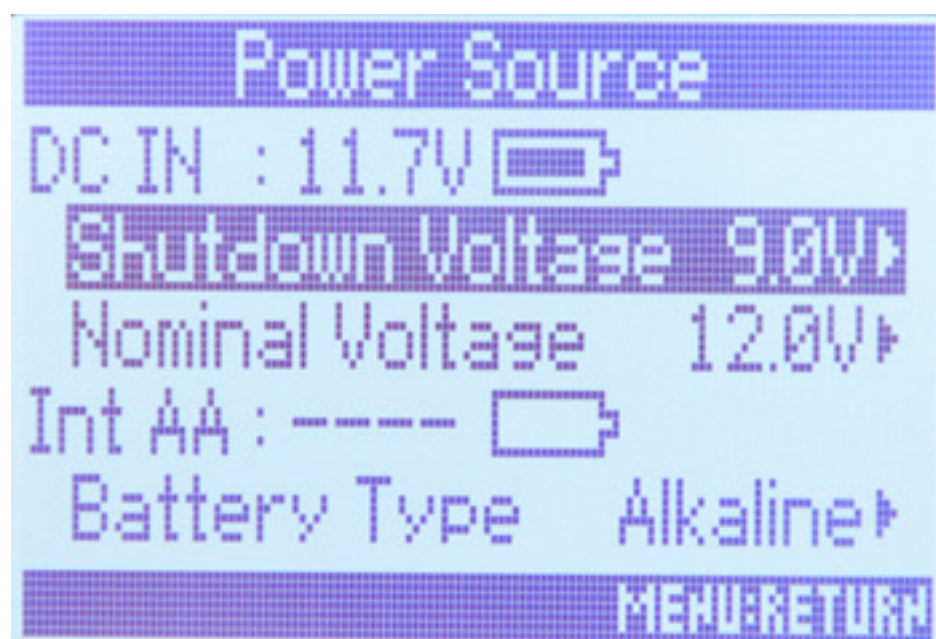 Power Source
DC IN : 11.7V
Shutdown Voltage 9.0V
Nominal Voltage 12.0V
Int AA : ----
Battery Type Alkaline
MENU:RETURN